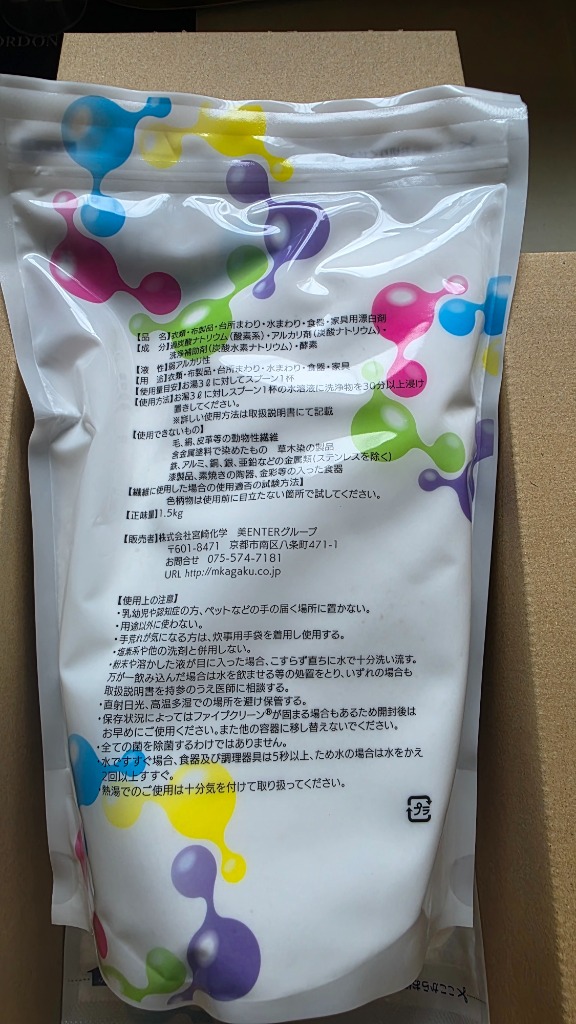 RDON
【品　名】衣類・布製品・台所まわり・水まわり・食器・家具用漂白剤
【成　分】過炭酸ナトリウム（酸素系）・アルカリ剤（炭酸ナトリウム）・
洗浄補助剤（炭酸水素ナトリウム）・酵素
【液　性】弱アルカリ性
【用　途】衣類・布製品・台所まわり・水まわり・食器・家具
【使用量目安】お湯3ℓに対してスプーン1杯
【使用方法】お湯3ℓに対しスプーン1杯の水溶液に洗浄物を30分以上浸け
置きしてください。
※詳しい使用方法は取扱説明書にて記載
【使用できないもの】
毛、絹、皮革等の動物性繊維
含金属塗料で染めたもの　草木染の製品
鉄、アルミ、銅、銀、亜鉛などの金属類（ステンレスを除く）
漆製品、素焼きの陶器、金彩等の入った食器
【繊維に使用した場合の使用適否の試験方法】
色柄物は使用前に目立たない箇所で試してください。
【正味量】1.5kg
【販売者】株式会社宮崎化学　美ENTERグループ
〒601-8471　京都市南区八条町471-1
お問合せ　075-574-7181
URL http://mkagaku.co.jp
【使用上の注意】
・乳幼児や認知症の方、ペットなどの手の届く場所に置かない。
・用途以外に使わない。
・手荒れが気になる方は、炊事用手袋を着用し使用する。
・塩素系や他の洗剤と併用しない。
・粉末や溶かした液が目に入った場合、こすらず直ちに水で十分洗い流す。
万が一飲み込んだ場合は水を飲ませる等の処置をとり、いずれの場合も
取扱説明書を持参のうえ医師に相談する。
・直射日光、高温多湿での場所を避け保管する。
・保存状況によってはファイブクリーン®が固まる場合もあるため開封後は
お早めにご使用ください。また他の容器に移し替えないでください。
・全ての菌を除菌するわけではありません。
・水ですすぐ場合、食器及び調理器具は5秒以上、ため水の場合は水をかえ
2回以上すすぐ。
・熱湯でのご使用は十分気を付けて取り扱ってください。
プラ